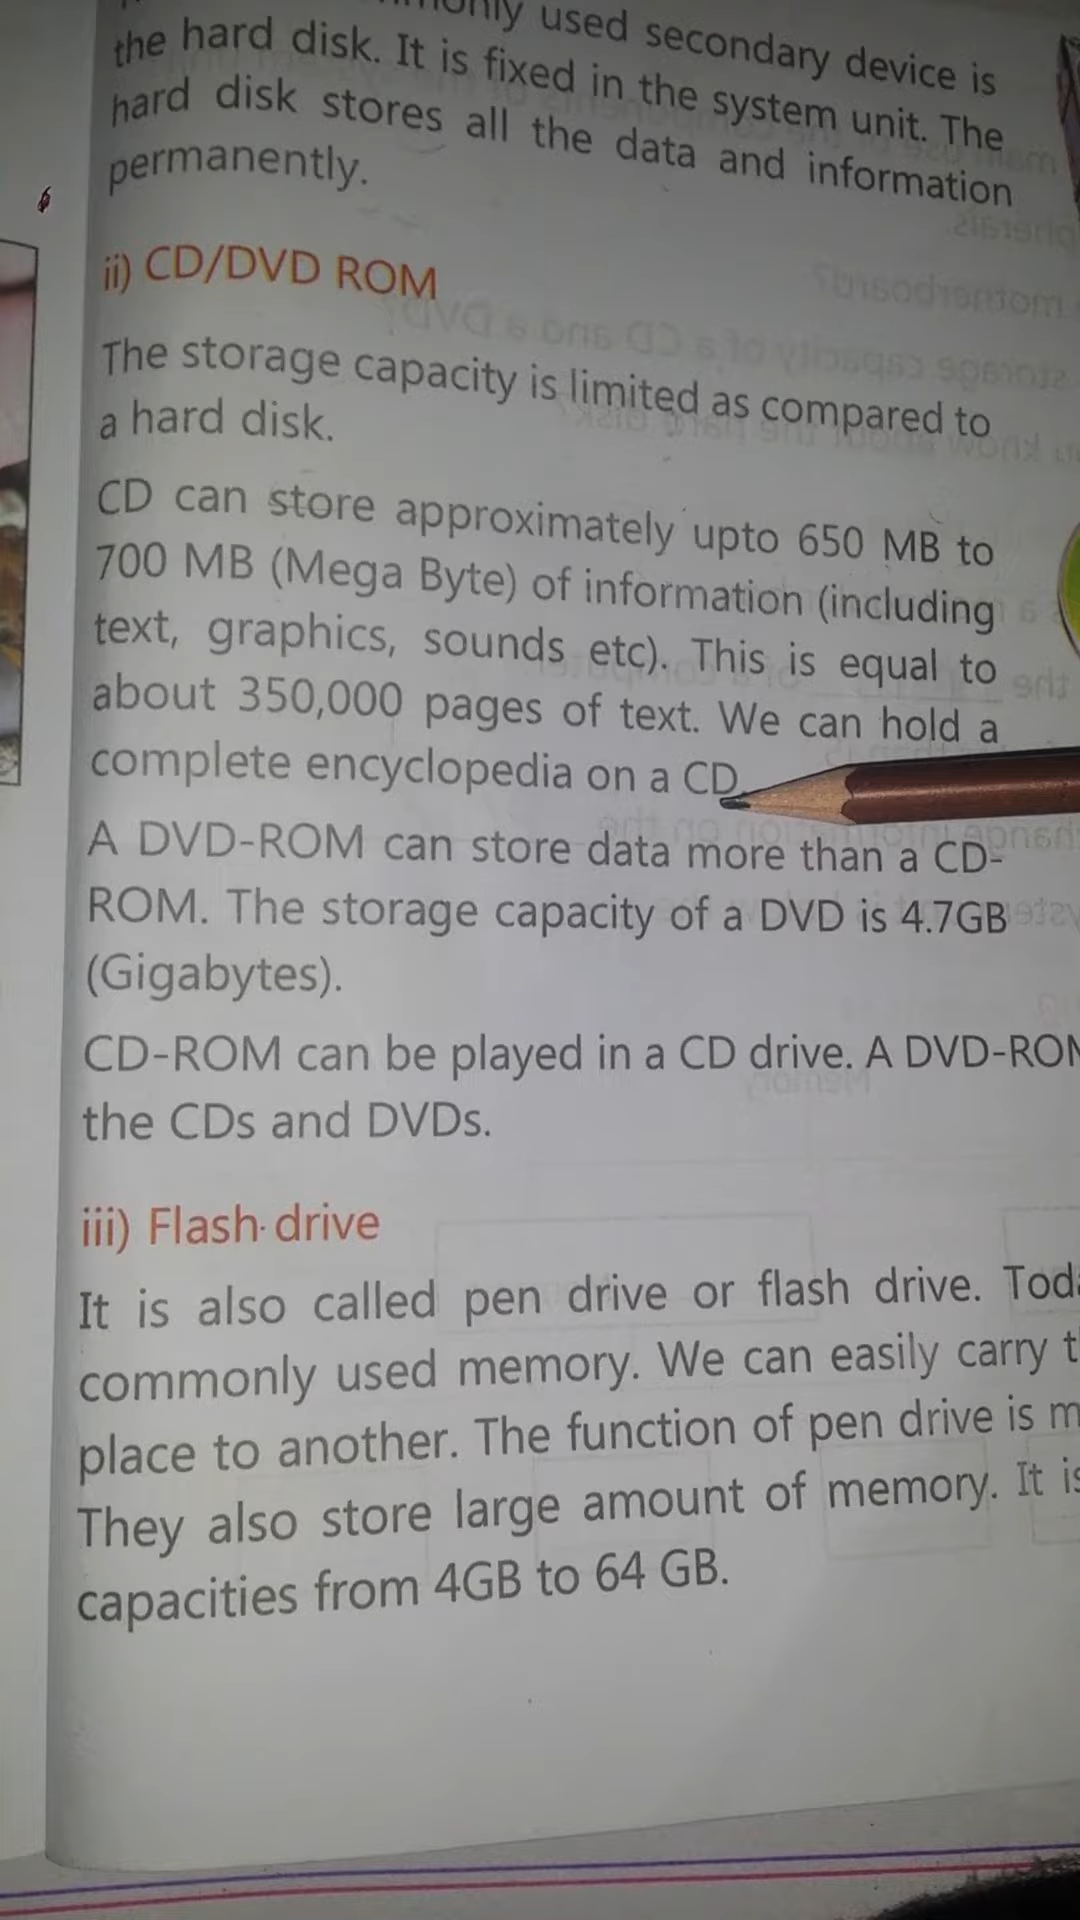 used secondary device is
the hard disk. It is fixed in the system unit. The
hard disk stores all the data and information
permanently.
ii) CD/DVD ROM
The storage capacity is limited as compared to
a hard disk.
CD can store approximately upto 650 MB to
700 MB (Mega Byte) of information (including
text, graphics, sounds etc). This is equal to
about 350,000 pages of text. We can hold a
complete encyclopedia on a CD.
A DVD-ROM can store data more than a CD-
ROM. The storage capacity of a DVD is 4.7GB
(Gigabytes).
CD-ROM can be played in a CD drive. A DVD-ROM
the CDs and DVDs.
iii) Flash drive
It is also called pen drive or flash drive.
commonly used memory. We can easily carry
place to another. The function of pen drive is
They also store large amount of memory. It is
capacities from 4GB to 64 GB.